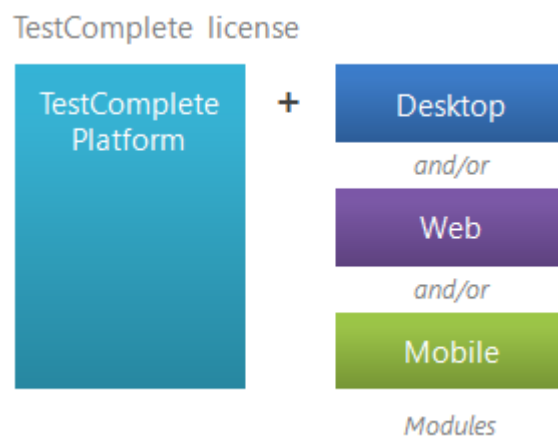 TestComplete license
TestComplete
Platform
+
Desktop
and/or
Web
and/or
Mobile
Modules